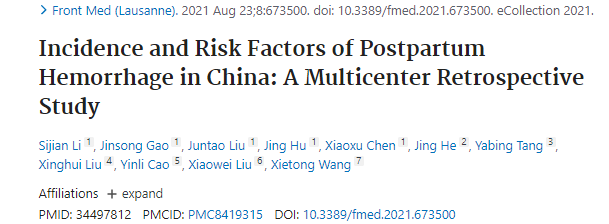 > Front Med (Lausanne). 2021 Aug 23;8:673500. doi: 10.3389/fmed.2021.673500. eCollection 2021.
Incidence and Risk Factors of Postpartum
Hemorrhage in China: A Multicenter Retrospective
Study
Sijian Li 1, Jinsong Gao 1, Juntao Liu 1, Jing Hu 1, Xiaoxu Chen 1, Jing He 2, Yabing Tang 3,
Xinghui Liu 4, Yinli Cao 5, Xiaowei Liu 6, Xietong Wang 7
Affiliations + expand
PMID: 34497812 PMCID: PMC8419315 DOI: 10.3389/fmed.2021.673500